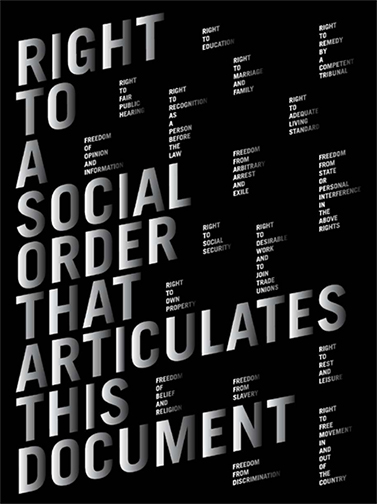 RIGHT
TO
A
SOCIAL
ORDER
THAT
ARTICULATES
THIS
DOCUMENT
RIGHT
TO
EDUCATION
RIGHT
TO
REMEDY
BY
A
COMPETENT
TRIBUNAL
RIGHT
TO
MARRIAGE
AND
FAMILY
RIGHT
TO
FAIR
PUBLIC
HEARING
RIGHT
TO
RECOGNITION
AS
A
PERSON
BEFORE
THE
LAW
RIGHT
TO
ADEQUATE
LIVING
STANDARD
FREEDOM
OF
OPINION
AND
INFORMATION
FREEDOM
FROM
ARBITRARY
ARREST
AND
EXILE
FREEDOM
FROM
STATE
OR
PERSONAL
INTERFERENCE
IN
THE
ABOVE
RIGHTS
RIGHT
TO
SOCIAL
SECURITY
RIGHT
TO
DESIRABLE
WORK
AND
TO
JOIN
TRADE
UNIONS
RIGHT
TO
OWN
PROPERTY
RIGHT
TO
REST
AND
LEISURE
FREEDOM
OF
BELIEF
AND
RELIGION
FREEDOM
FROM
SLAVERY
RIGHT
TO
FREE
MOVEMENT
IN
AND
OUT
OF
THE
COUNTRY
FREEDOM
FROM
DISCRIMINATION